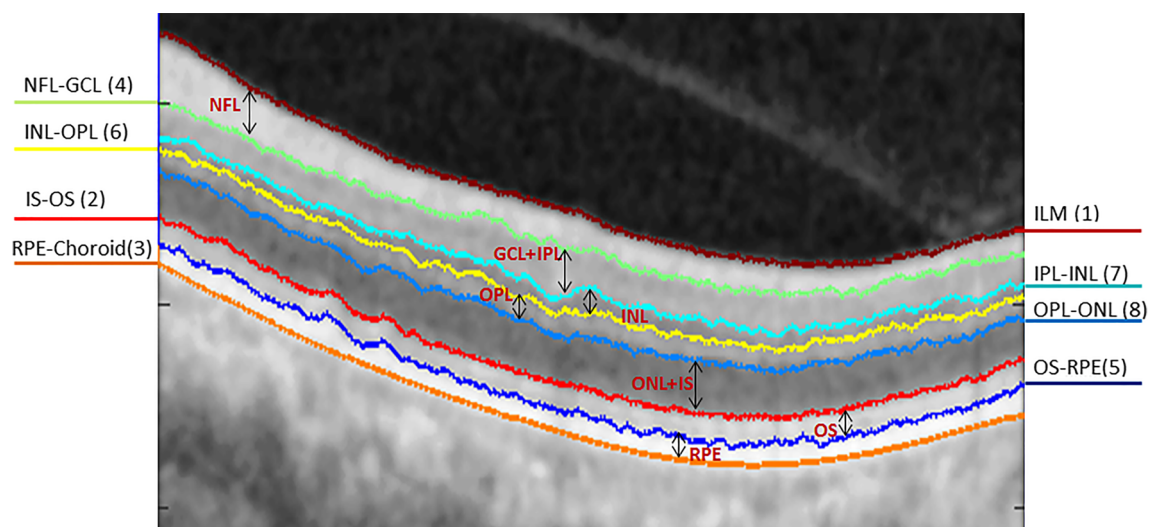 NFL-GCL (4)
INL-OPL (6)
IS-OS (2)
RPE-Choroid(3)
NFL
GCL+IPL
OPL
INL
ONL+IS
OS
RPE
ILM (1)
IPL-INL (7)
OPL-ONL (8)
OS-RPE(5)